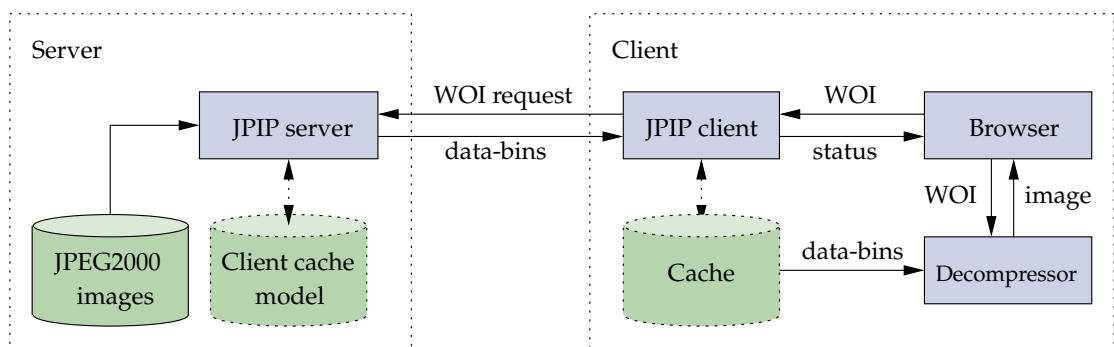 Server
Client
WOI request
WOI
JPIP server
JPIP client
Browser
data-bins
status
WOI
image
JPEG2000
images
Client cache
model
Cache
data-bins
Decompressor